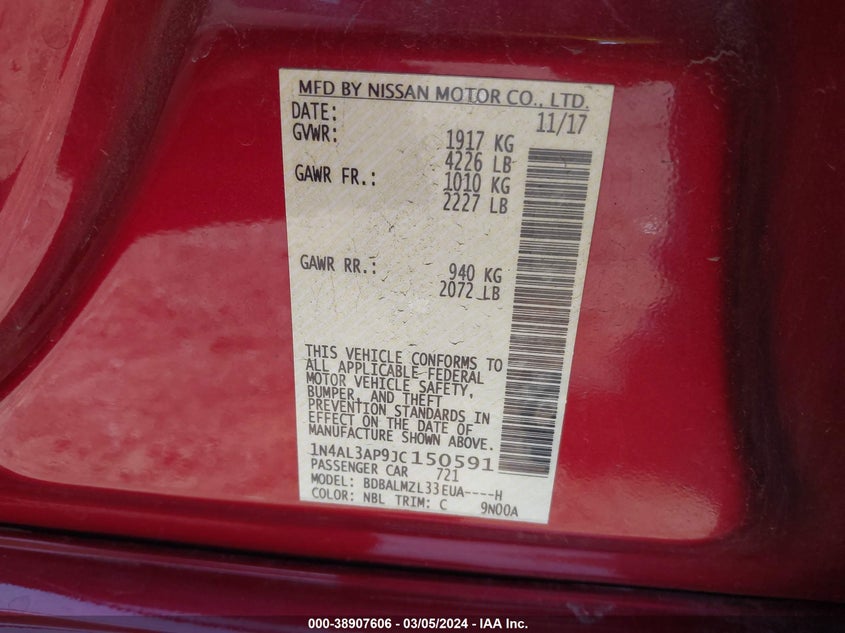 MFD BY NISSAN MOTOR CO., LTD.
DATE: 11/17
GVWR: 1917 KG
4226 LB
GAWR FR.: 1010 KG
2227 LB
GAWR RR.: 940 KG
2072 LB
THIS VEHICLE CONFORMS TO
ALL APPLICABLE FEDERAL
MOTOR VEHICLE SAFETY,
BUMPER, AND THEFT
PREVENTION STANDARDS IN
EFFECT ON THE DATE OF
MANUFACTURE SHOWN ABOVE.
1N4AL3AP9JC150591
PASSENGER CAR 721
MODEL: BDBALMZL33EUA----H
COLOR: NBL TRIM: C 9N00A
000-38907606 - 03/05/2024 - IAA Inc.